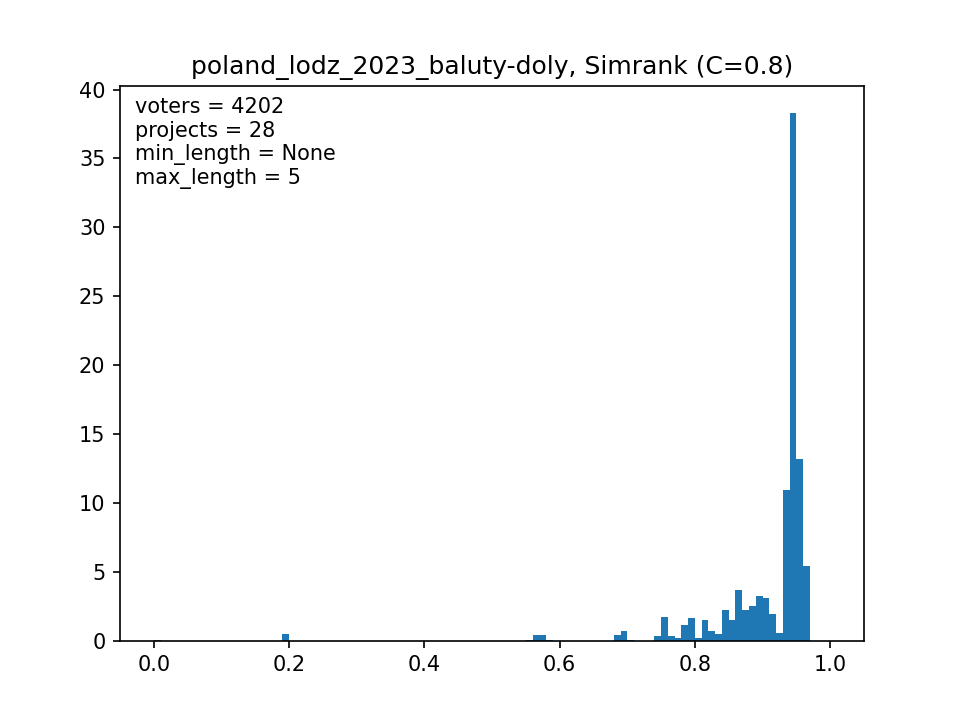 poland_lodz_2023_baluty-doly, Simrank (C=0.8)
voters = 4202
projects = 28
min_length = None
max_length = 5
40
35
30
25
20
15
10
5
0
0.0 0.2 0.4 0.6 0.8 1.0